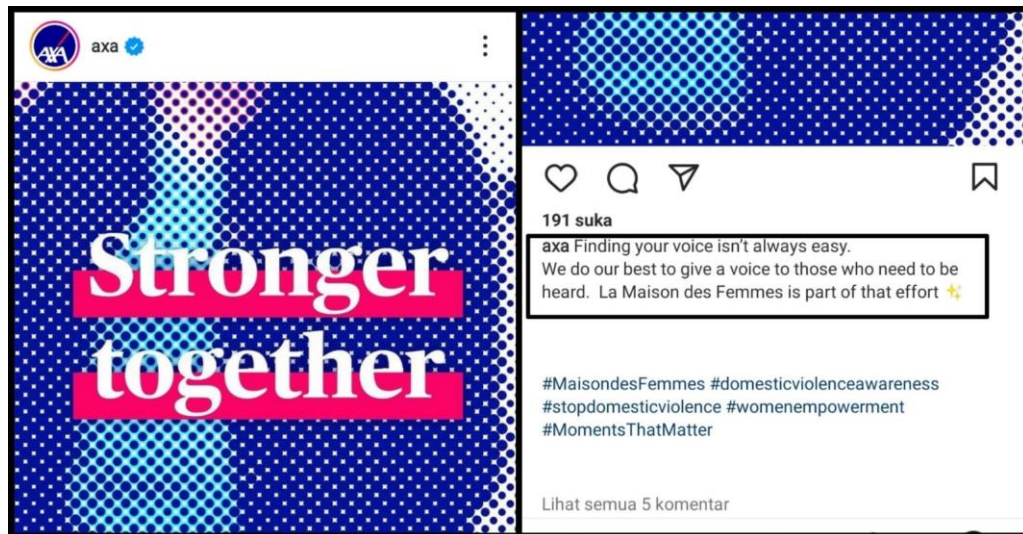 AXA
axa
Stronger
together
191 suka
axa Finding your voice isn't always easy.
We do our best to give a voice to those who need to be
heard. La Maison des Femmes is part of that effort ✨
#MaisondesFemmes #domesticviolenceawareness
#stopdomesticviolence #womenempowerment
#MomentsThatMatter
Lihat semua 5 komentar